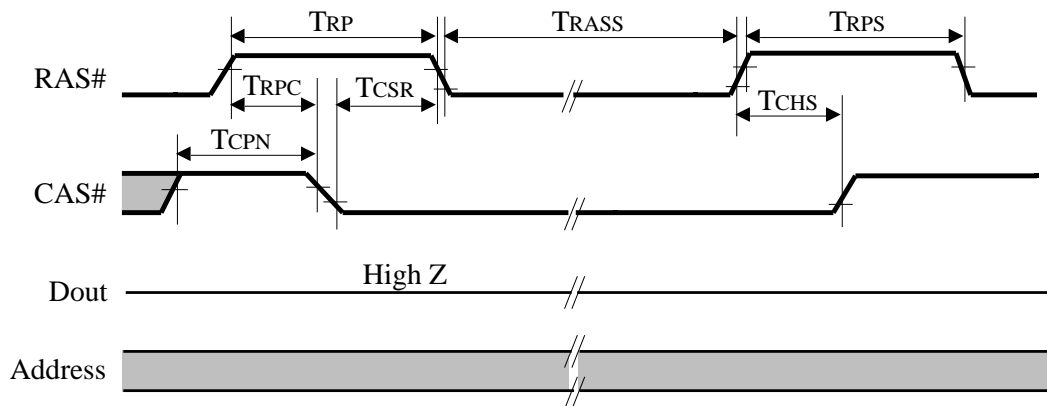 TRP TRASS TRPS
RAS#
TRPC TCSR TCHS
TCPN
CAS#
High Z
Dout
Address